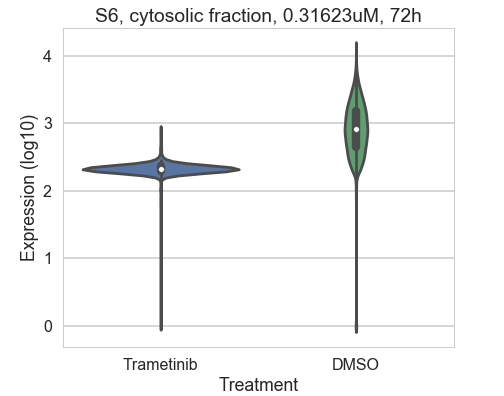 S6, cytosolic fraction, 0.31623uM, 72h
4
3
2
1
0
Expression (log10)
Trametinib DMSO
Treatment